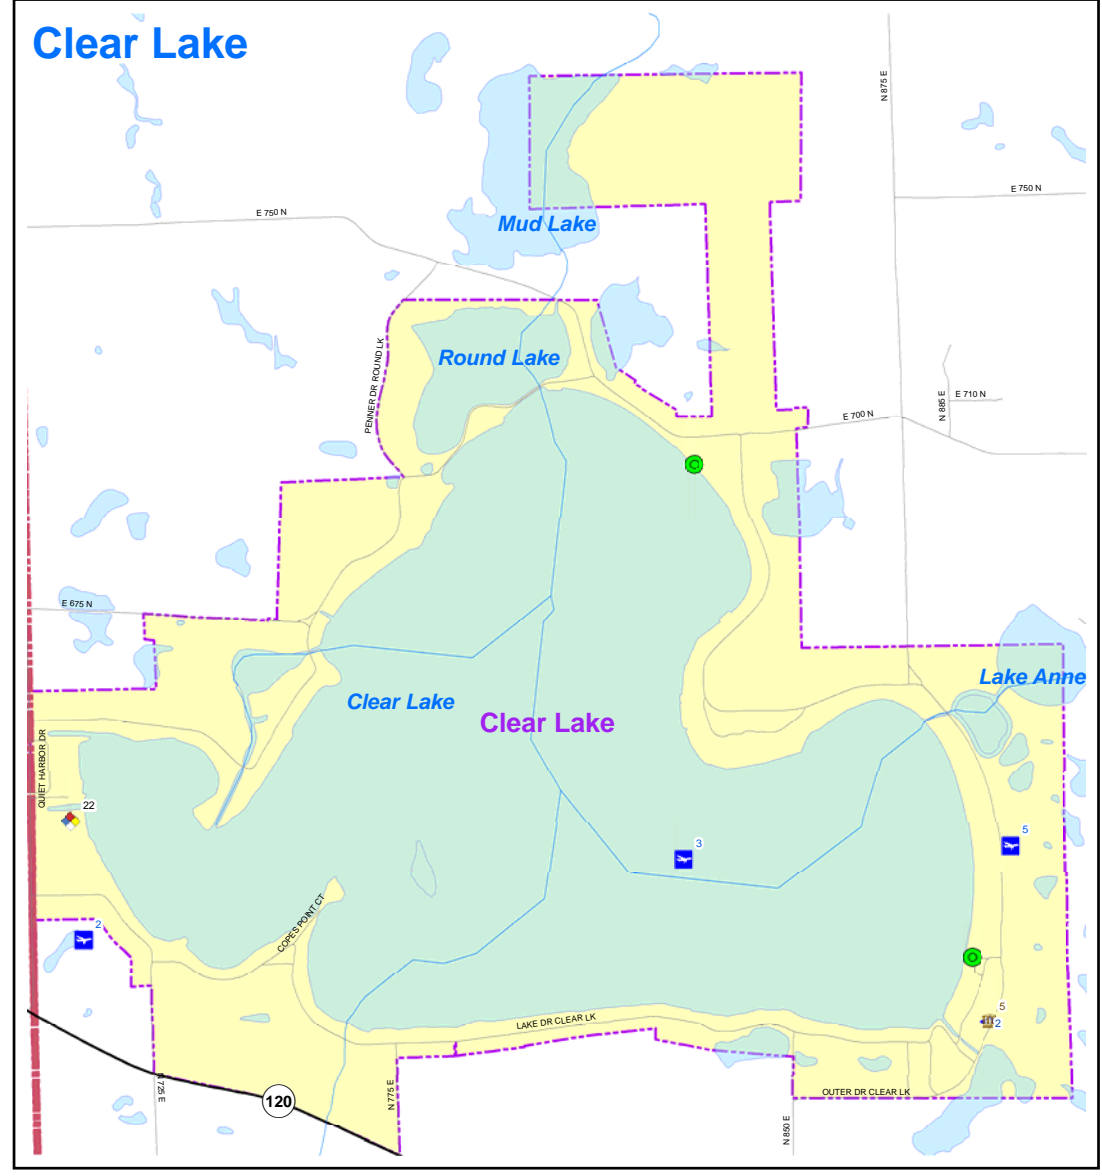 Clear Lake
N 875 E
E 750 N
E 750 N
Mud Lake
Round Lake
PENNER DR ROUND LK
E 710 N
N 885 E
E 700 N
E 675 N
Lake Anne
Clear Lake
Clear Lake
QUIET HARBOR DR
22
3
5
2
COPES POINT CT
5
2
LAKE DR CLEAR LK
N 725 E
120
N 775 E
OUTER DR CLEAR LK
N 850 E